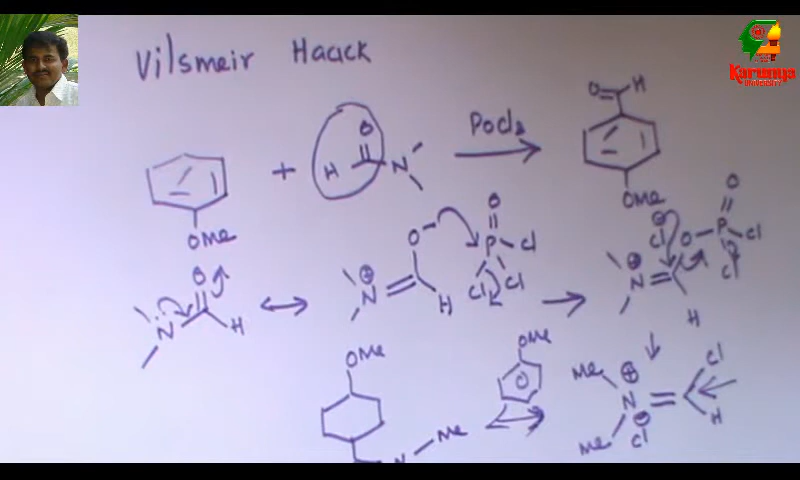 Vilsmeir Haack
Karunya
UNIVERSITY
O H
O
H N
+
POCl3
OMe
OMe
O
N H
O-
N H
O
P Cl
Cl Cl
O
Cl O P Cl
Cl
N
H
OMe
N Me
OMe
Me
N
Me
Cl
Cl
H